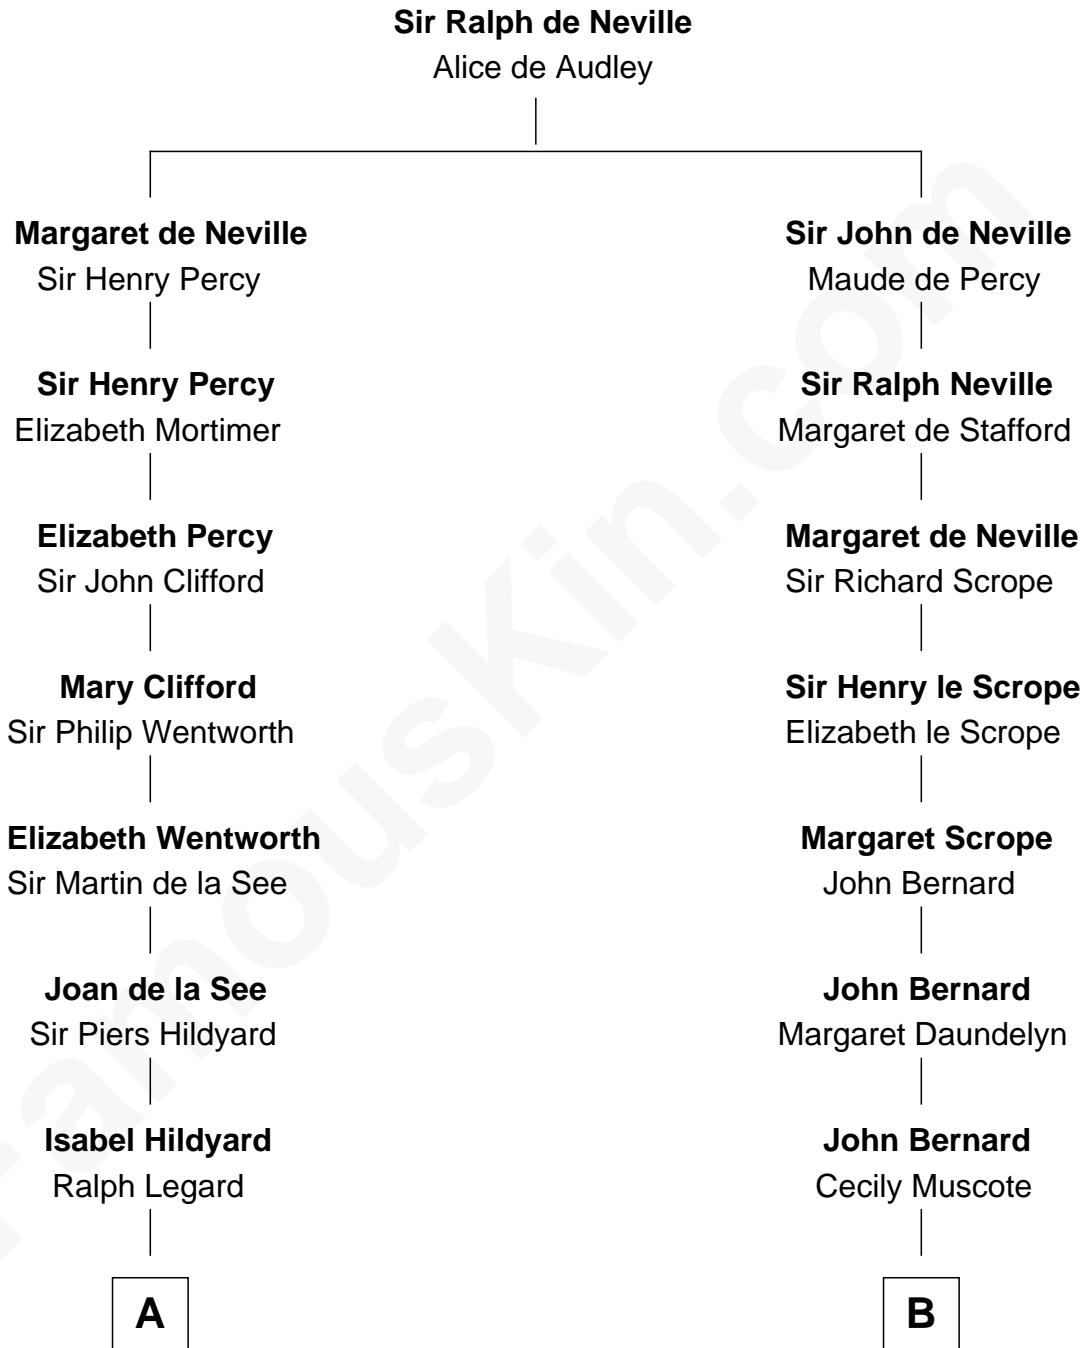 Sir Ralph de Neville
Alice de Audley
Margaret de Neville
Sir Henry Percy
Sir John de Neville
Maude de Percy
Sir Henry Percy
Elizabeth Mortimer
Sir Ralph Neville
Margaret de Stafford
Elizabeth Percy
Sir John Clifford
Margaret de Neville
Sir Richard Scrope
Mary Clifford
Sir Philip Wentworth
Sir Henry le Scrope
Elizabeth le Scrope
Elizabeth Wentworth
Sir Martin de la See
Margaret Scrope
John Bernard
Joan de la See
Sir Piers Hildyard
John Bernard
Margaret Daundelyn
Isabel Hildyard
Ralph Legard
John Bernard
Cecily Muscote
A
B
FamousKin.com